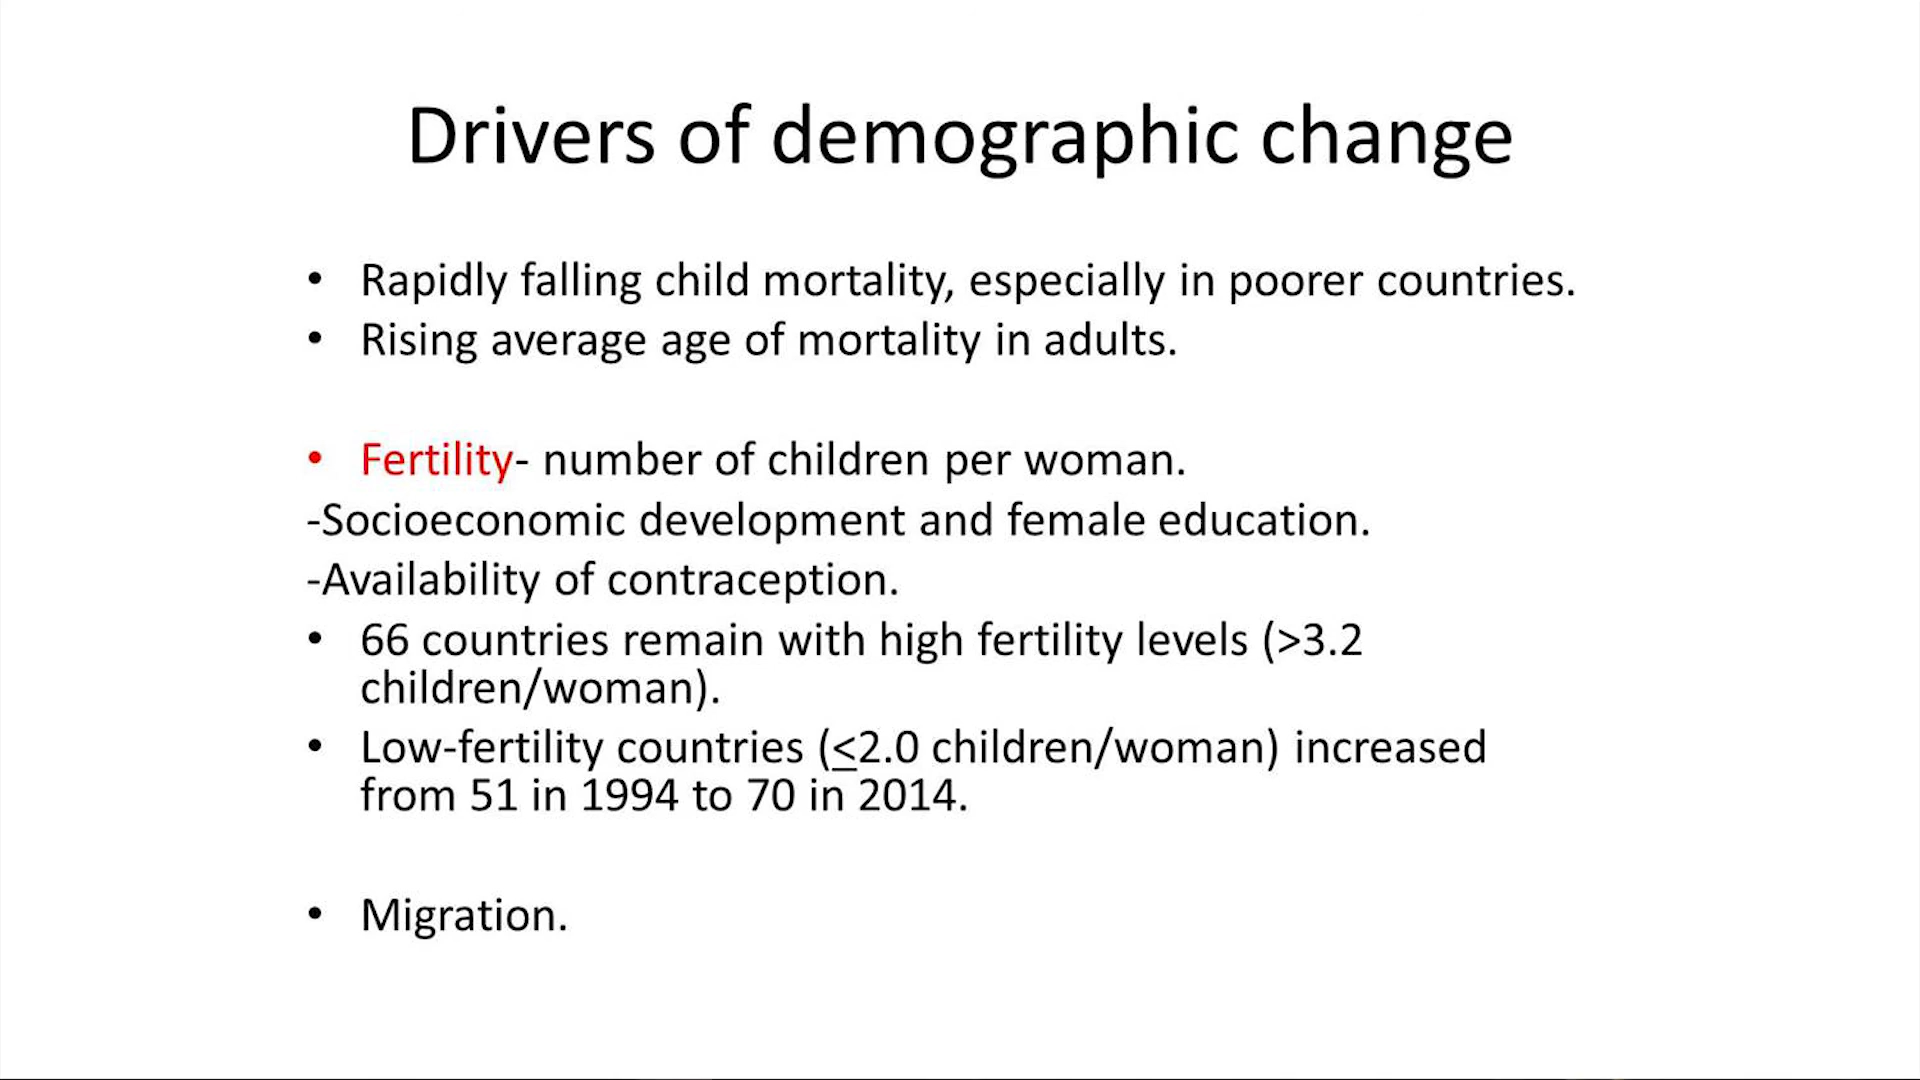 Drivers of demographic change
• Rapidly falling child mortality, especially in poorer countries.
• Rising average age of mortality in adults.
• Fertility- number of children per woman.
-Socioeconomic development and female education.
-Availability of contraception.
• 66 countries remain with high fertility levels (>3.2
children/woman).
• Low-fertility countries (≤2.0 children/woman) increased
from 51 in 1994 to 70 in 2014.
• Migration.